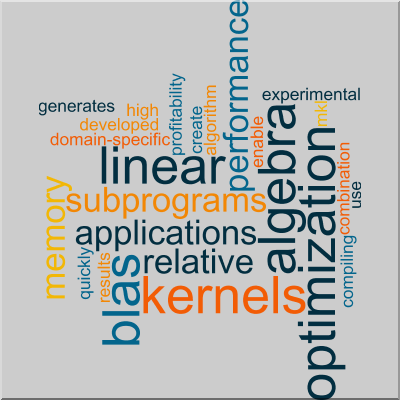 performance
generates
high
profitability
experimental
developed
create
algorithm
mkl
domain-specific
enable
linear
algebra
optimization
combination
memory
subprograms
use
applications
quickly
results
blas
relative
compiling
kernels